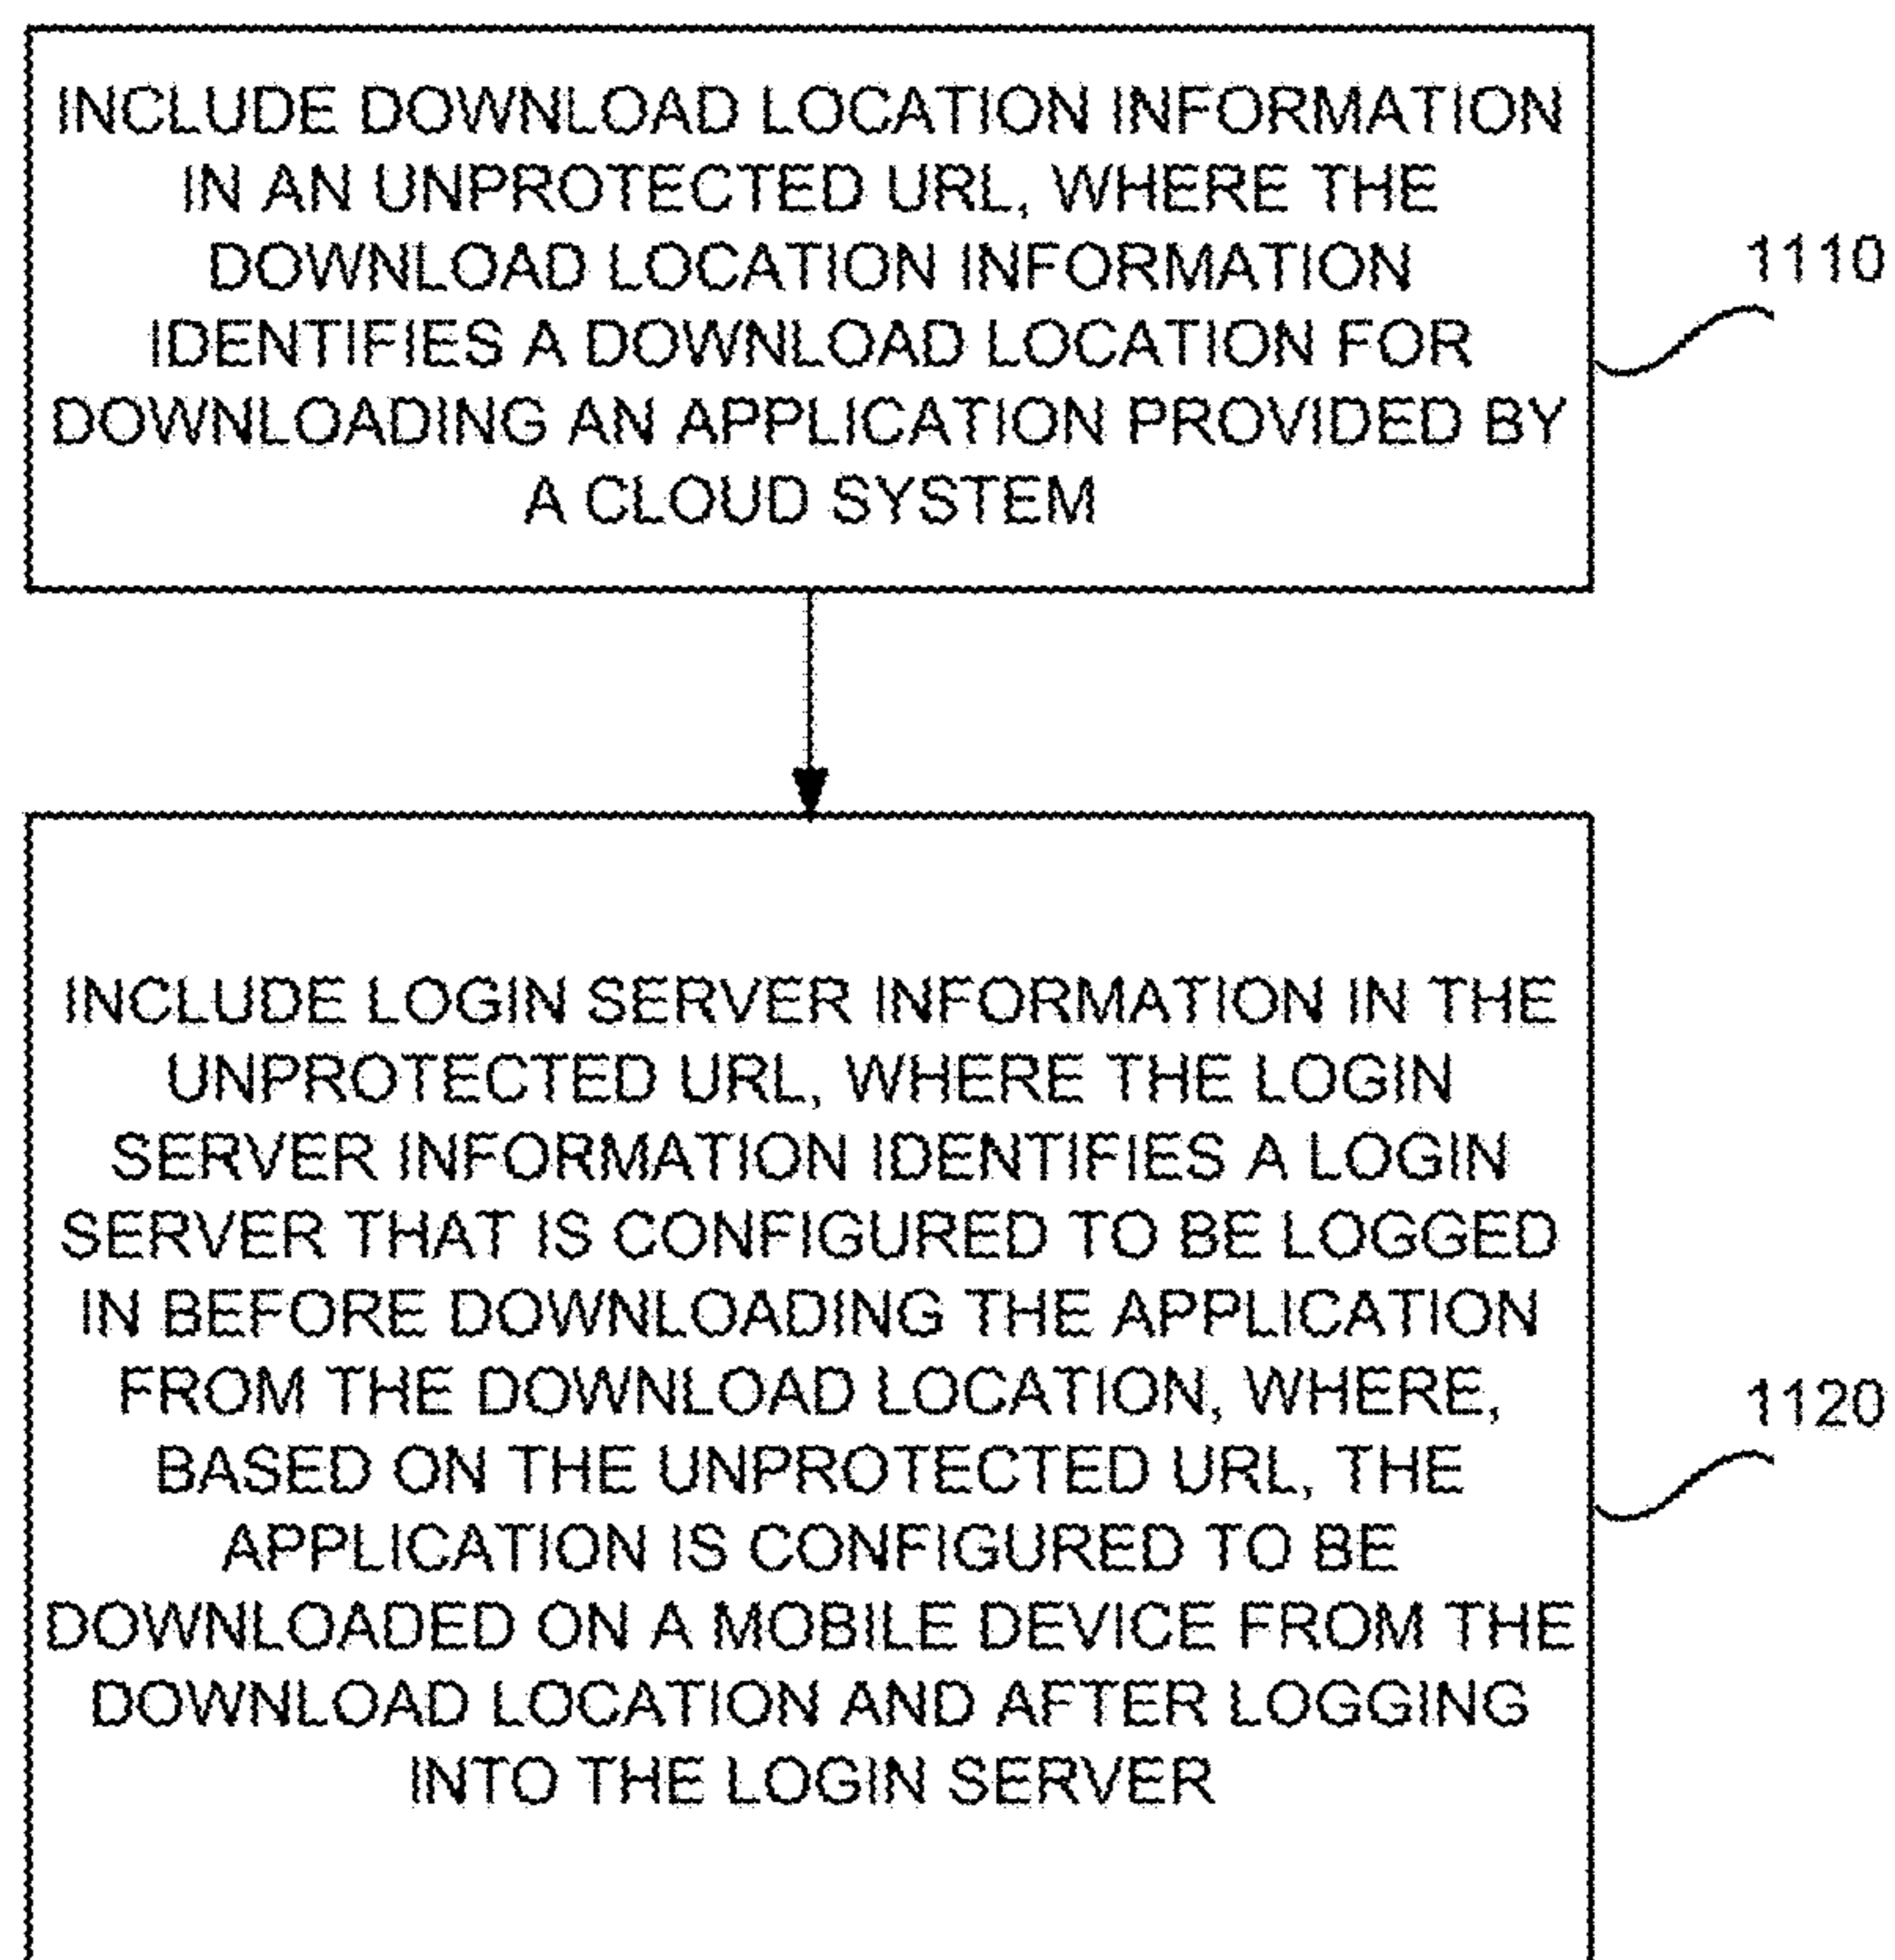 INCLUDE DOWNLOAD LOCATION INFORMATION
IN AN UNPROTECTED URL, WHERE THE
DOWNLOAD LOCATION INFORMATION
IDENTIFIES A DOWNLOAD LOCATION FOR
DOWNLOADING AN APPLICATION PROVIDED BY
A CLOUD SYSTEM
1110
INCLUDE LOGIN SERVER INFORMATION IN THE
UNPROTECTED URL, WHERE THE LOGIN
SERVER INFORMATION IDENTIFIES A LOGIN
SERVER THAT IS CONFIGURED TO BE LOGGED
IN BEFORE DOWNLOADING THE APPLICATION
FROM THE DOWNLOAD LOCATION, WHERE,
BASED ON THE UNPROTECTED URL, THE
APPLICATION IS CONFIGURED TO BE
DOWNLOADED ON A MOBILE DEVICE FROM THE
DOWNLOAD LOCATION AND AFTER LOGGING
INTO THE LOGIN SERVER
1120